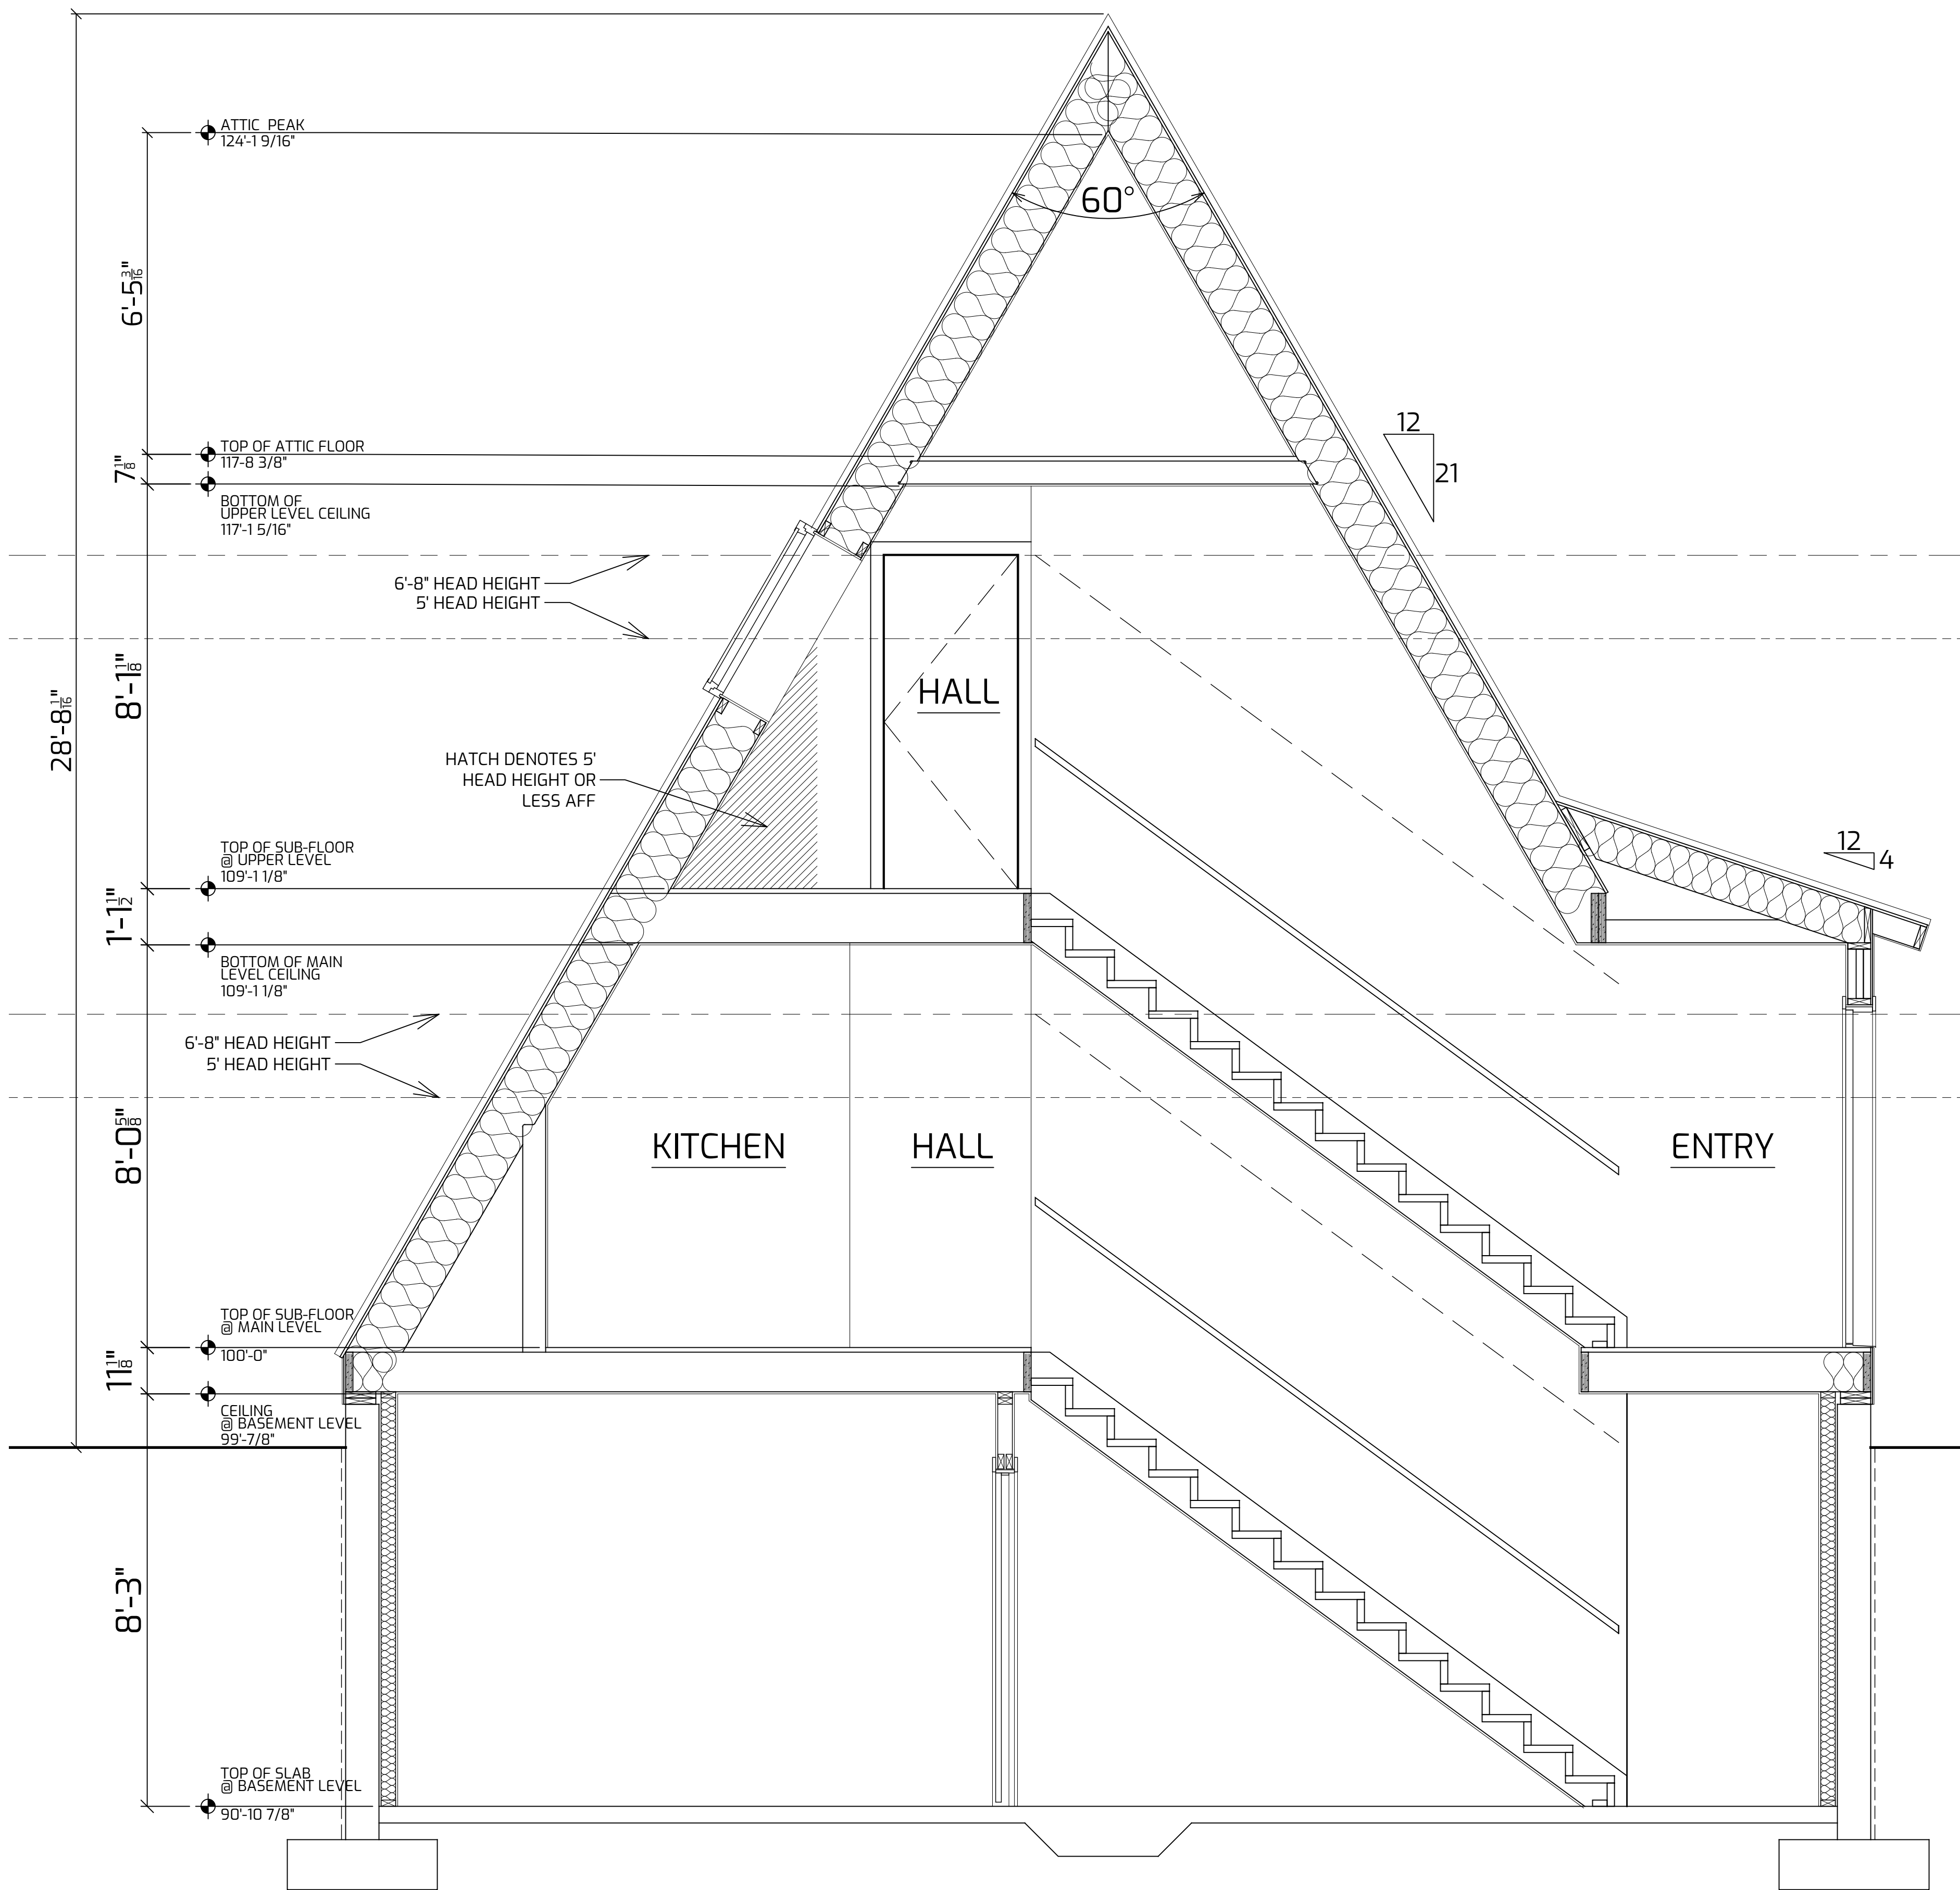 ATTIC PEAK
124'-1 9/16"
60°
6'-5 3/16"
12
21
TOP OF ATTIC FLOOR
117-8 3/8"
7 1/8"
BOTTOM OF
UPPER LEVEL CEILING
117'-1 5/16"
6'-8" HEAD HEIGHT
5' HEAD HEIGHT
8'-1 1/8"
28'-8 1/16"
HALL
HATCH DENOTES 5'
HEAD HEIGHT OR
LESS AFF
12
4
TOP OF SUB-FLOOR
@ UPPER LEVEL
109'-1 1/8"
1'-1 1/2"
BOTTOM OF MAIN
LEVEL CEILING
109'-1 1/8"
6'-8" HEAD HEIGHT
5' HEAD HEIGHT
8'-0 5/8"
KITCHEN
HALL
ENTRY
TOP OF SUB-FLOOR
@ MAIN LEVEL
100'-0"
11 1/8"
CEILING
@ BASEMENT LEVEL
99'-7/8"
8'-3"
TOP OF SLAB
@ BASEMENT LEVEL
90'-10 7/8"